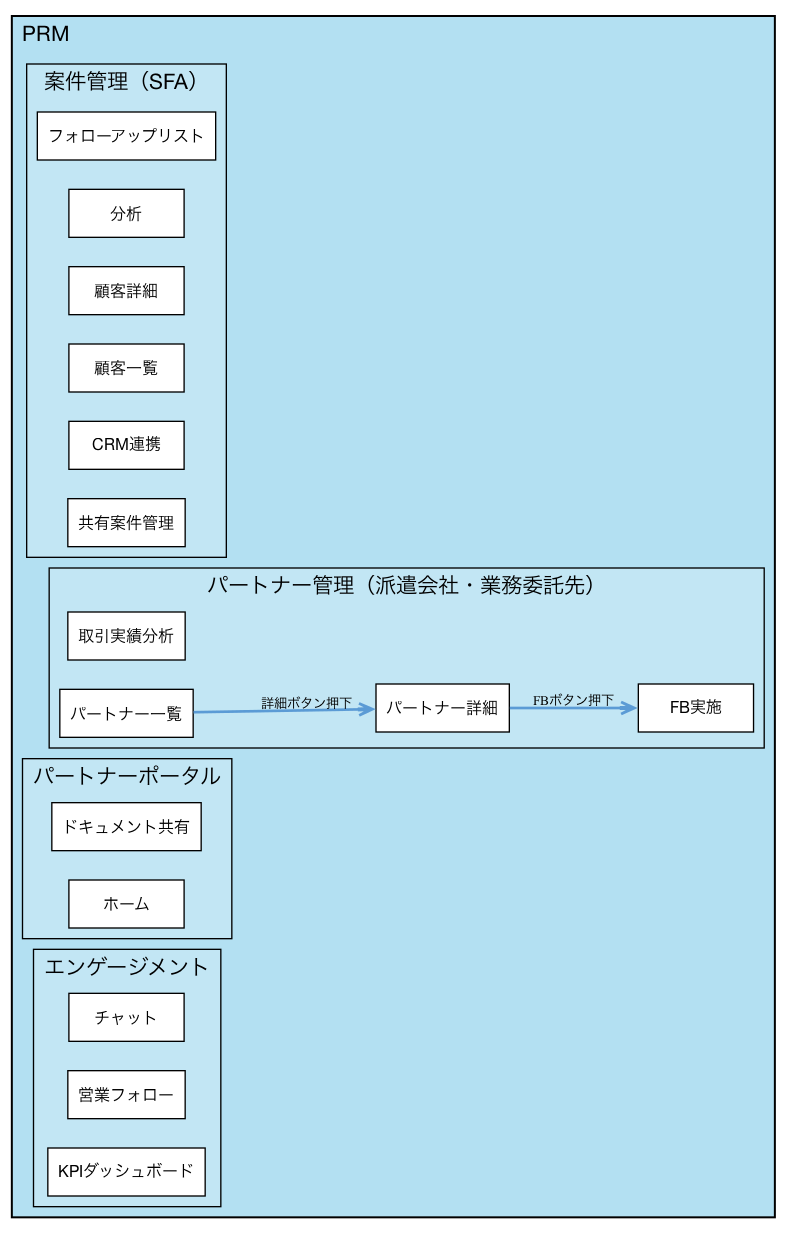 PRM
案件管理（SFA）
フォローアップリスト
分析
顧客詳細
顧客一覧
CRM連携
共有案件管理
パートナー管理（派遣会社・業務委託先）
取引実績分析
パートナー一覧
詳細ボタン押下
パートナー詳細
FBボタン押下
FB実施
パートナーポータル
ドキュメント共有
ホーム
エンゲージメント
チャット
営業フォロー
KPIダッシュボード